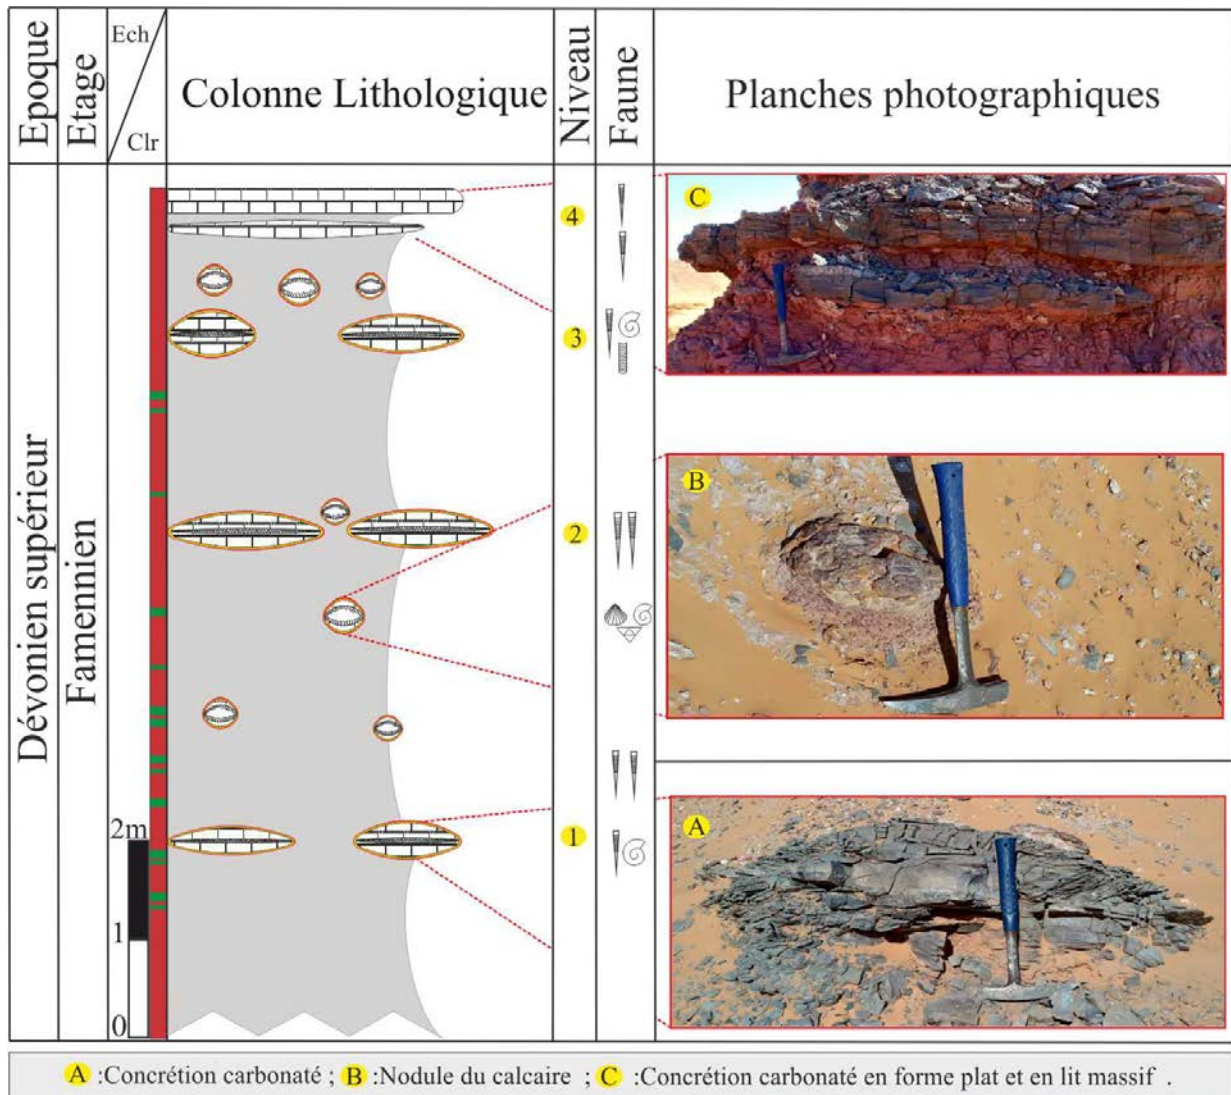 Epoque
Etage
Ech
Clr
Colonne Lithologique
Niveau
Faune
Planches photographiques
Dévonien supérieur
Famennien
4
3
2
1
2m
1
0
C
B
A
A :Concrétion carbonaté ; B :Nodule du calcaire ; C :Concrétion carbonaté en forme plat et en lit massif .